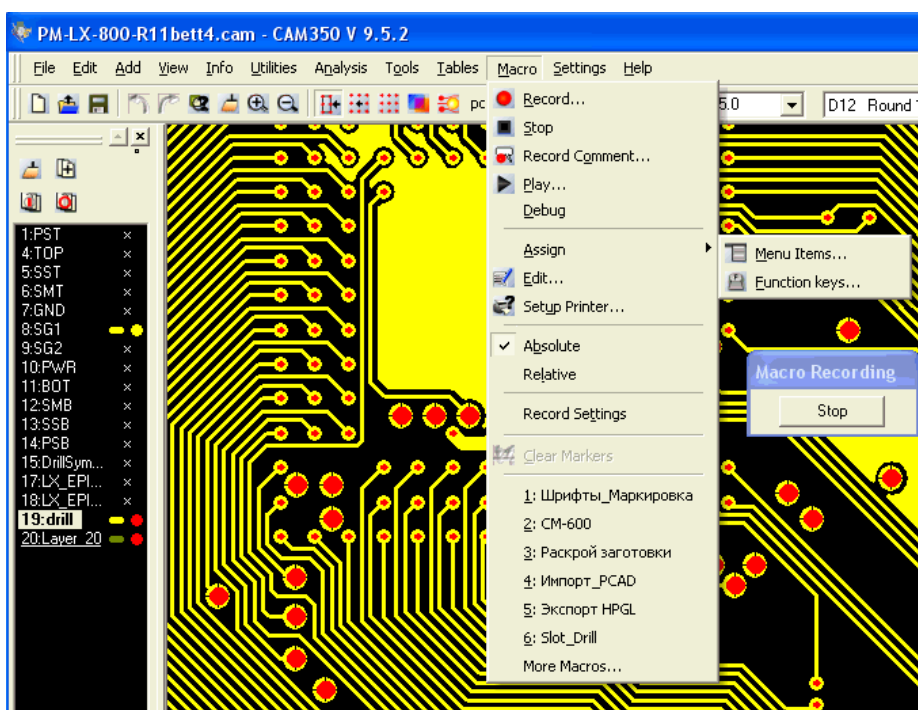 PM-LX-800-R11bett4.cam - CAM350 V 9.5.2
File Edit Add View Info Utilities Analysis Tools Tables Macro Settings Help
pc 5.0 D12 Round
Record...
Stop
Record Comment...
Play...
Debug
Assign
Menu Items...
Edit...
Function keys...
Setup Printer...
Absolute
Relative
Macro Recording
Stop
Record Settings
Clear Markers
1: Шрифты_Маркировка
2: СМ-600
3: Раскрой заготовки
4: Импорт_PCAD
5: Экспорт HPGL
6: Slot_Drill
More Macros...
1:PST
4:TOP
5:SST
6:SMT
7:GND
8:SG1
9:SG2
10:PWR
11:BOT
12:SMB
13:SSB
14:PSB
15:DrillSym...
17:LX_EPI...
18:LX_EPI...
19:drill
20:Layer_20